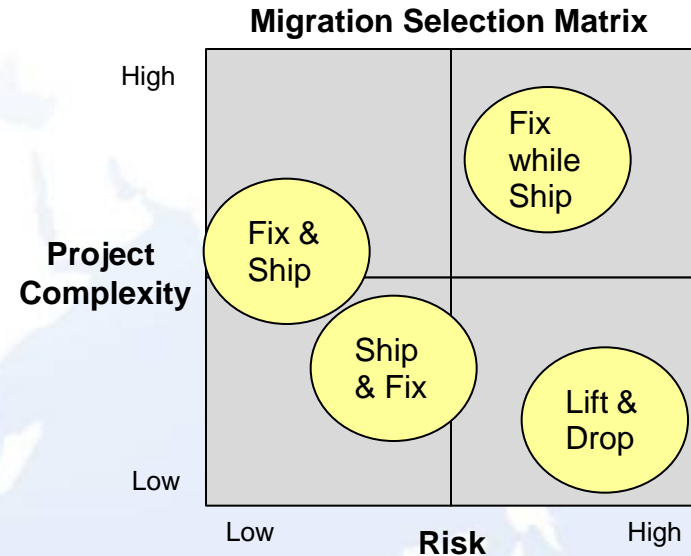 Migration Selection Matrix
High
Fix
while
Ship
Fix &
Ship
Project
Complexity
Ship
& Fix
Lift &
Drop
Low
Low
High
Risk